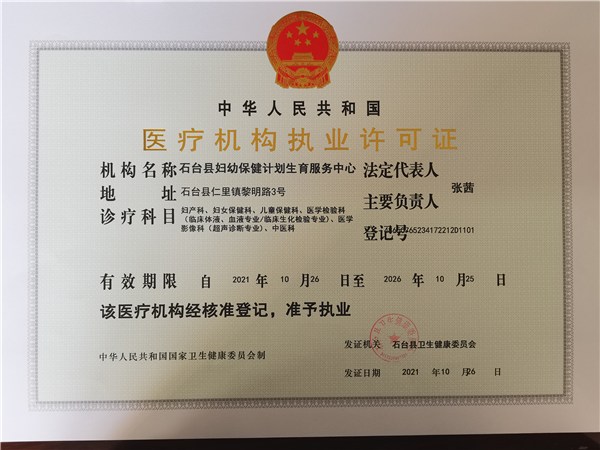 中华人民共和国
医疗机构执业许可证
机构名称 石台县妇幼保健计划生育服务中心
地址 石台县仁里镇黎明路3号
诊疗科目 妇产科、妇女保健科、儿童保健科、医学检验科
（临床体液、血液专业/临床生化检验专业）、医学
影像科（超声诊断专业）、中医科
法定代表人
张茜
主要负责人
登记号
有效期限 自 2021 年 10 月 26 日至 2026 年 10 月 25 日
该医疗机构经核准登记，准予执业
发证机关 石台县卫生健康委员会
中华人民共和国国家卫生健康委员会制
发证日期 2021 年 10 月 26 日